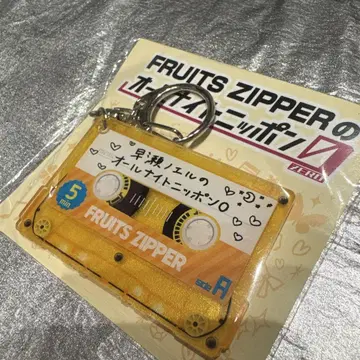 FRUITS ZIPPERの
オールナイトニッポン0
ZERO
早瀬ノエルの
オールナイトニッポン0
5
min
FRUITS ZIPPER
side A